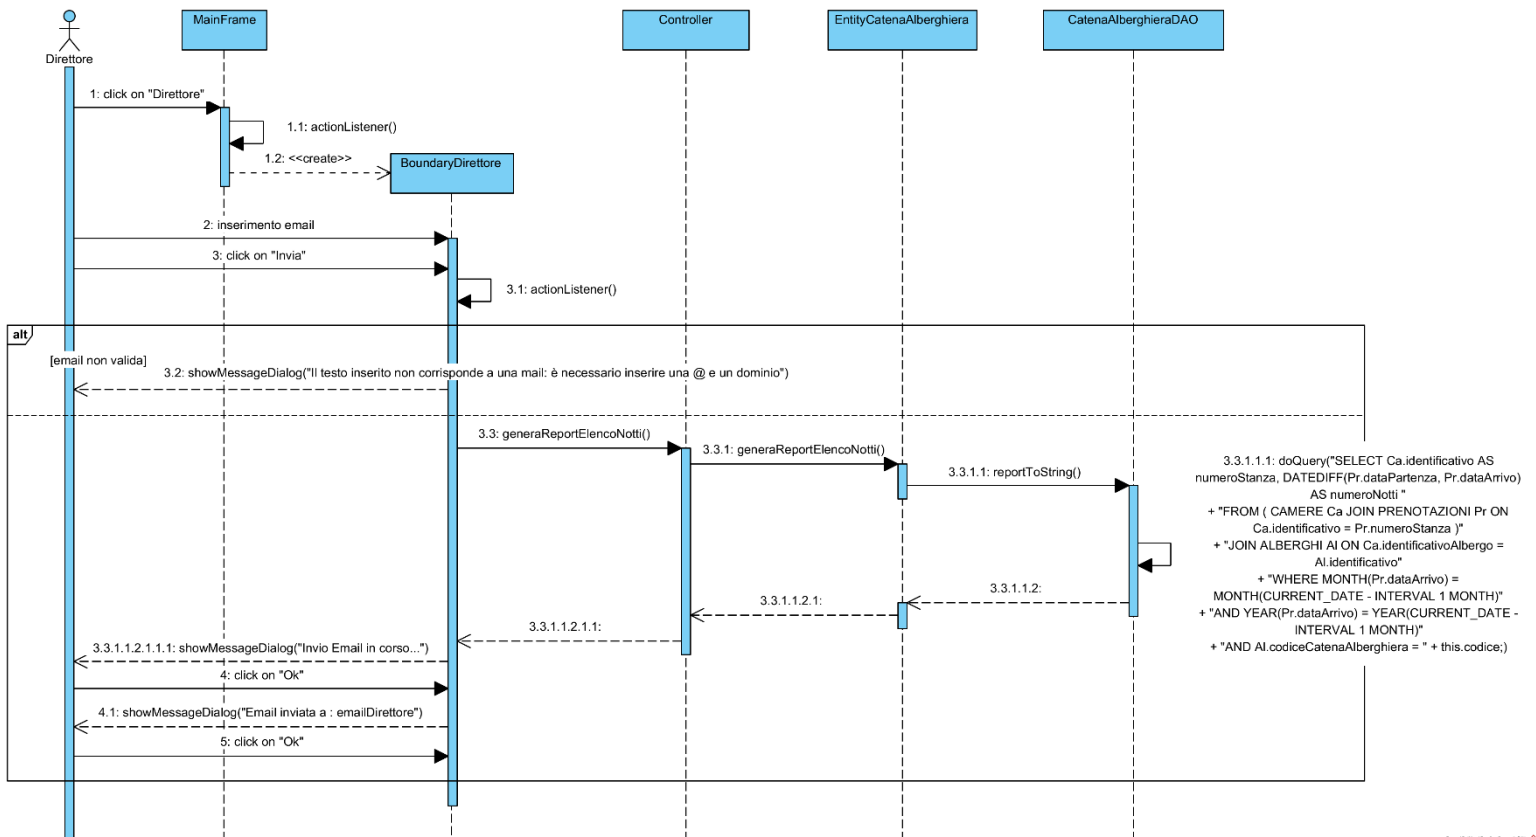 Direttore
MainFrame
Controller
EntityCatenaAlberghiera
CatenaAlberghieraDAO
1: click on "Direttore"
1.1: actionListener()
1.2: <<create>>
BoundaryDirettore
2: inserimento email
3: click on "Invia"
3.1: actionListener()
alt
[email non valida]
3.2: showMessageDialog("Il testo inserito non corrisponde a una mail: è necessario inserire una @ e un dominio")
3.3: generaReportElencoNotti()
3.3.1: generaReportElencoNotti()
3.3.1.1: reportToString()
3.3.1.1.1: doQuery("SELECT Ca.identificativo AS
numeroStanza, DATEDIFF(Pr.dataPartenza, Pr.dataArrivo)
AS numeroNotti "
+ "FROM ( CAMERE Ca JOIN PRENOTAZIONI Pr ON
Ca.identificativo = Pr.numeroStanza )"
+ "JOIN ALBERGHI Al ON Ca.identificativoAlbergo =
Al.identificativo"
+ "WHERE MONTH(Pr.dataArrivo) =
MONTH(CURRENT_DATE - INTERVAL 1 MONTH)"
+ "AND YEAR(Pr.dataArrivo) = YEAR(CURRENT_DATE -
INTERVAL 1 MONTH)"
+ "AND Al.codiceCatenaAlberghiera = " + this.codice;)
3.3.1.1.2:
3.3.1.1.2.1:
3.3.1.1.2.1.1:
3.3.1.1.2.1.1.1: showMessageDialog("Invio Email in corso...")
4: click on "Ok"
4.1: showMessageDialog("Email inviata a : emailDirettore")
5: click on "Ok"